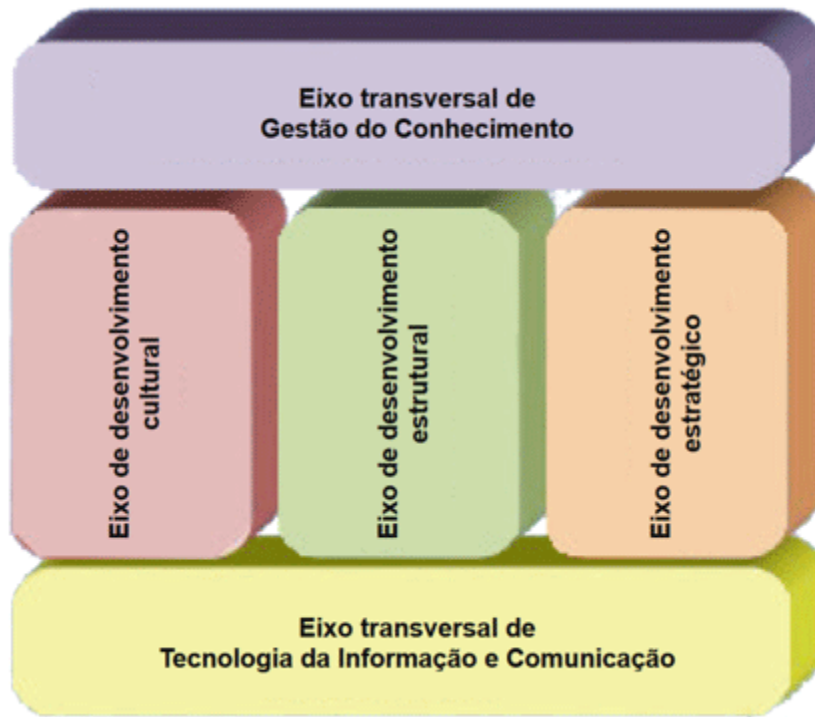 Eixo transversal de
Gestão do Conhecimento
Eixo de desenvolvimento
cultural
Eixo de desenvolvimento
estrutural
Eixo de desenvolvimento
estratégico
Eixo transversal de
Tecnologia da Informação e Comunicação